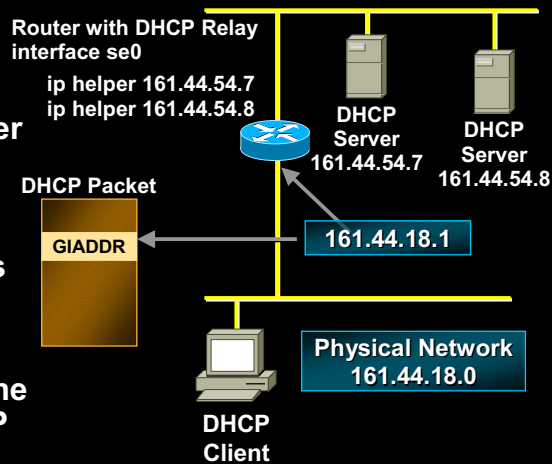 Router with DHCP Relay
interface se0
ip helper 161.44.54.7
ip helper 161.44.54.8
DHCP
Server
161.44.54.7
DHCP
Server
161.44.54.8
er
DHCP Packet
GIADDR
161.44.18.1
s
Physical Network
161.44.18.0
ne
P
DHCP
Client